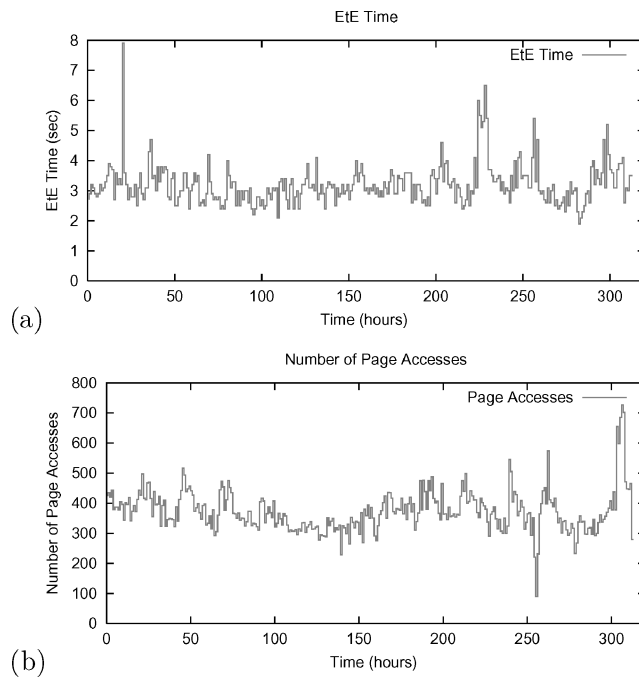 EtE Time
8
7
6
5
4
3
2
1
0
EtE Time (sec)
EtE Time
0 50 100 150 200 250 300
Time (hours)
(a)
Number of Page Accesses
800
700
600
500
400
300
200
100
0
Number of Page Accesses
Page Accesses
0 50 100 150 200 250 300
Time (hours)
(b)